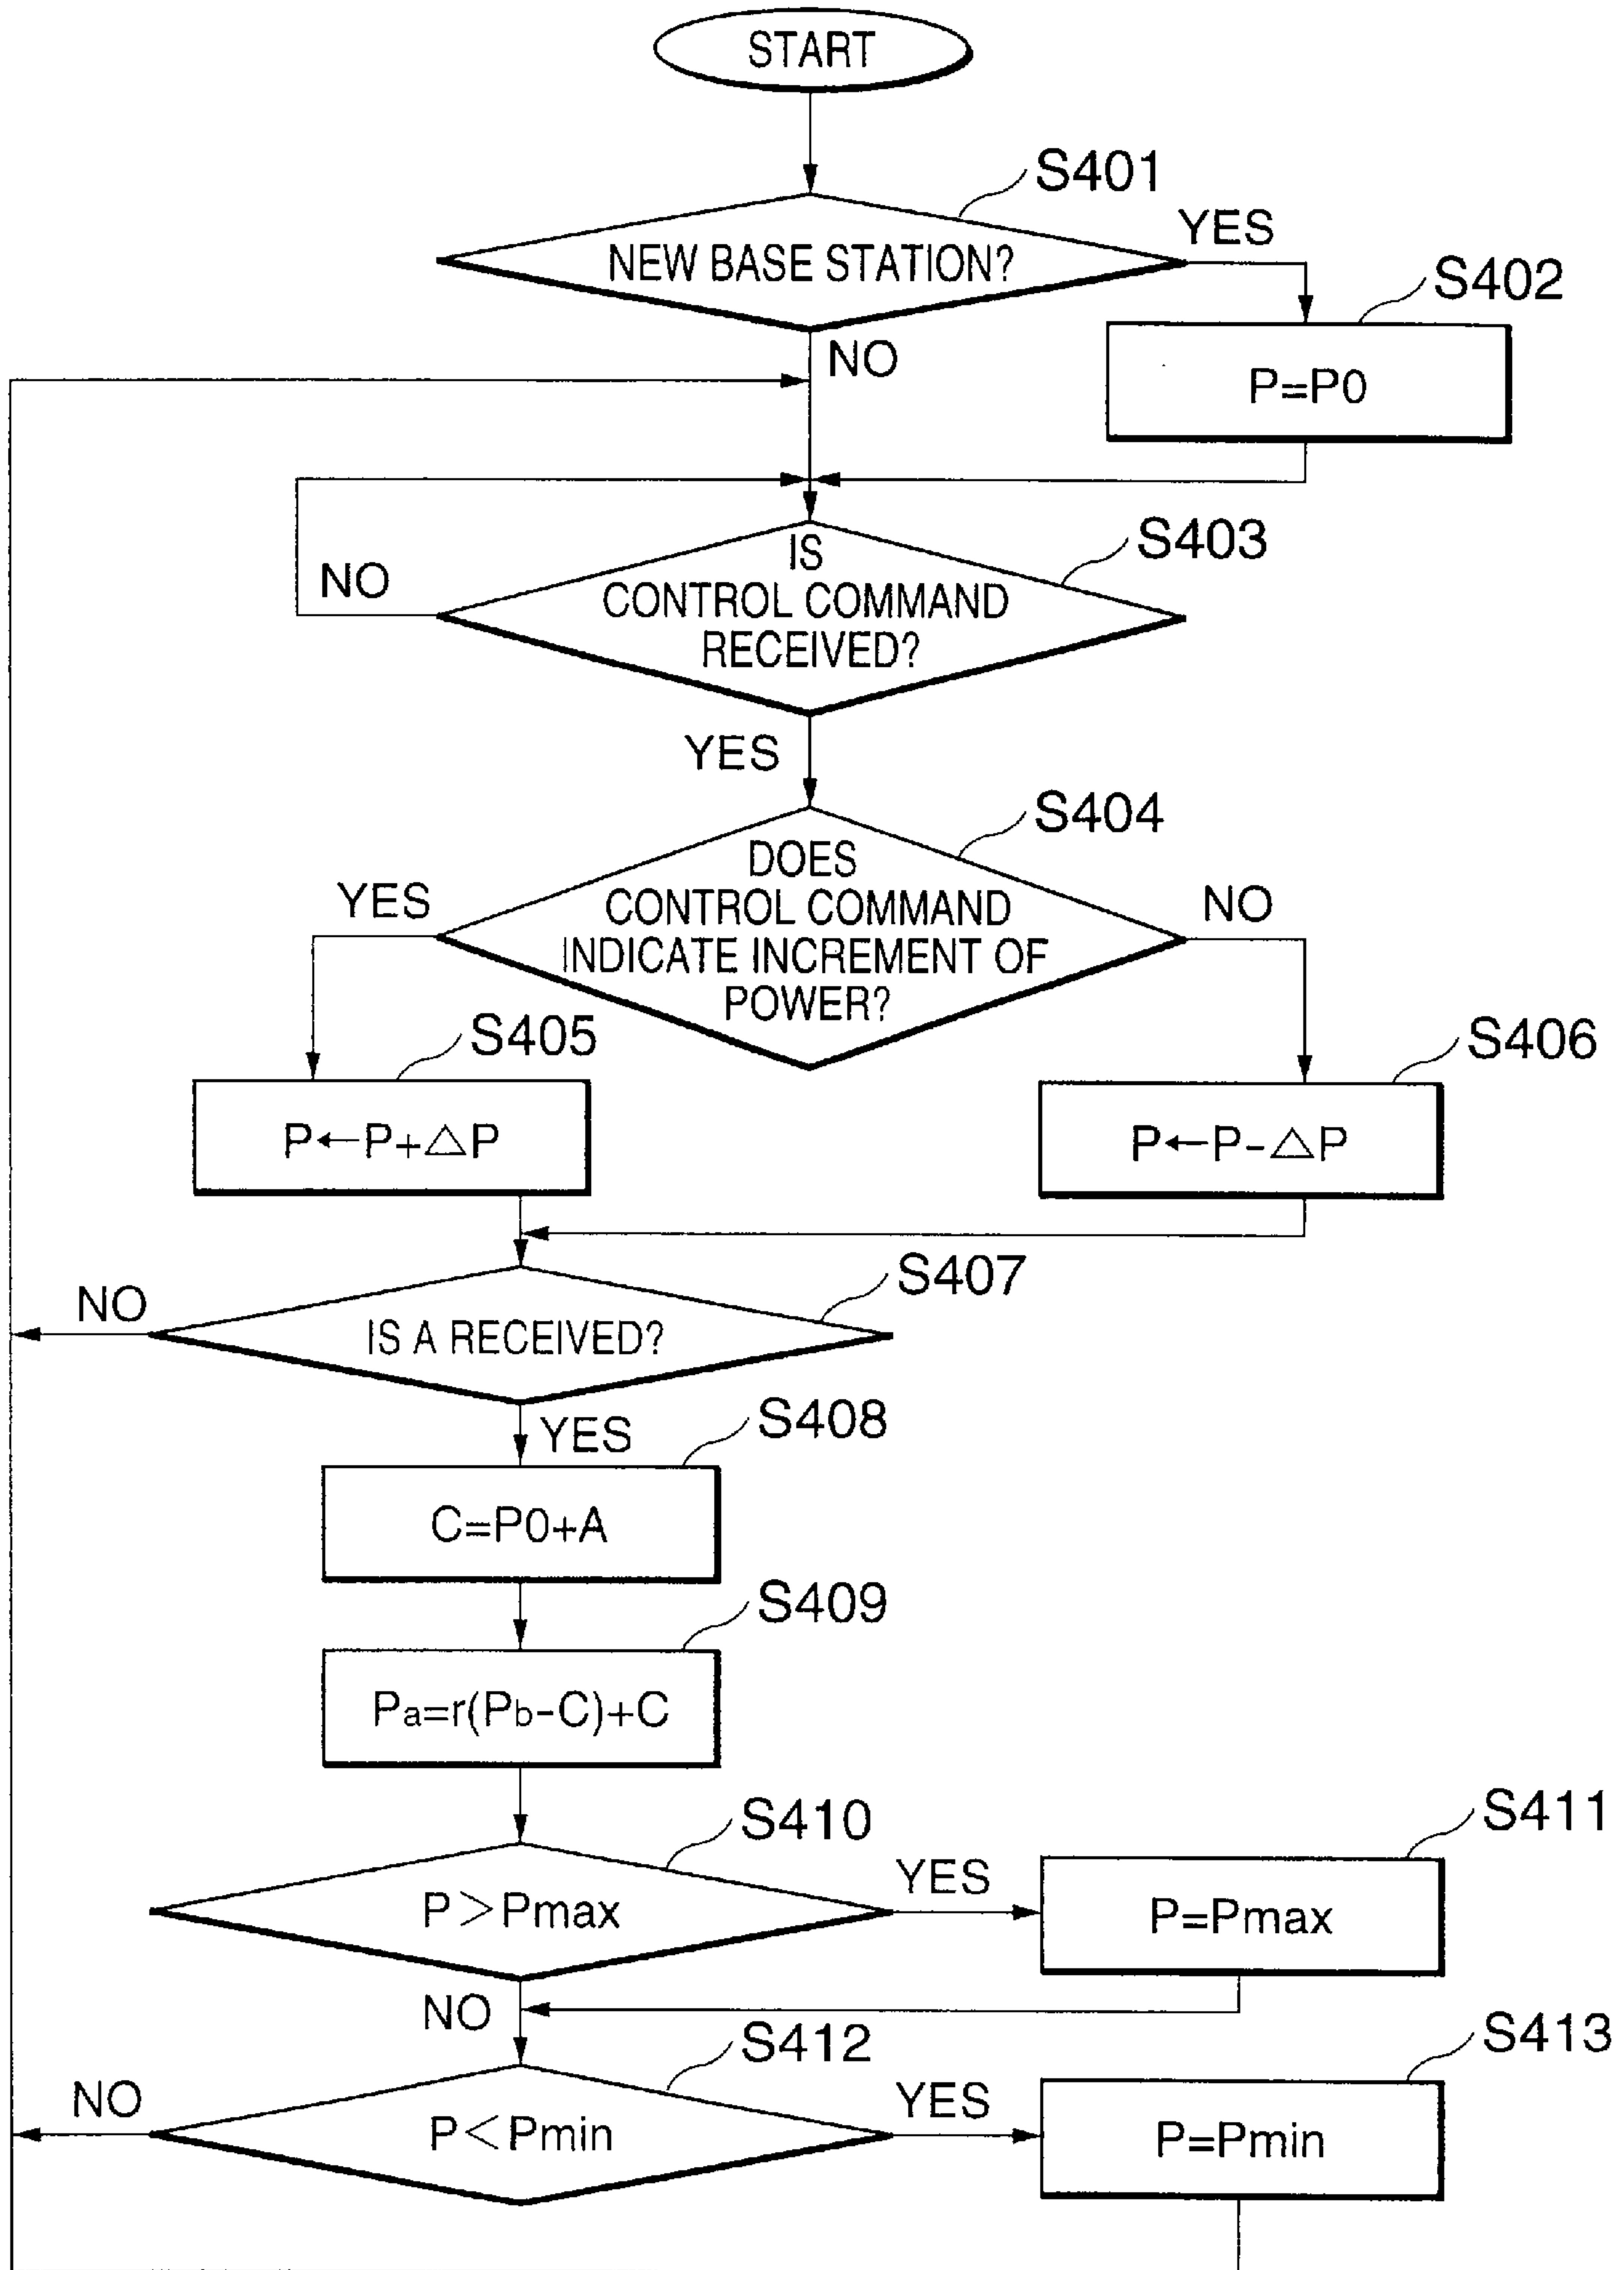 START
S401
YES
NEW BASE STATION?
S402
NO
P=P0
S403
IS
NO
CONTROL COMMAND
RECEIVED?
YES
S404
DOES
YES
CONTROL COMMAND
NO
INDICATE INCREMENT OF
POWER?
S405
S406
P←P+△P
P←P-△P
S407
NO
IS A RECEIVED?
S408
YES
C=P0+A
S409
Pa=r(Pb-C)+C
S410
S411
YES
P>Pmax
P=Pmax
NO
S412
S413
NO
YES
P<Pmin
P=Pmin